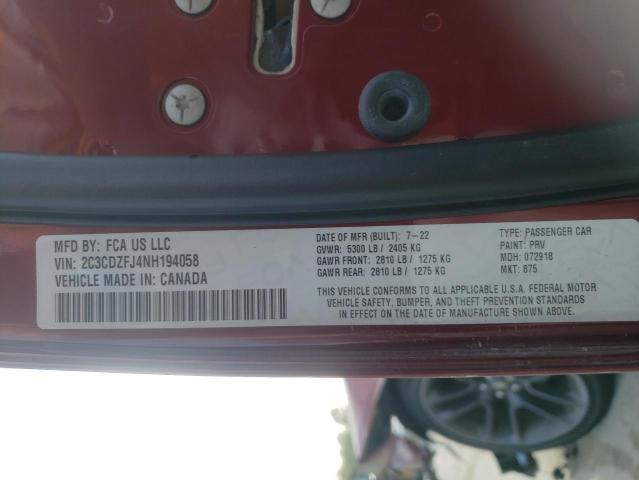 MFD BY: FCA US LLC
VIN: 2C3CDZFJ4NH194058
VEHICLE MADE IN: CANADA
DATE OF MFR (BUILT): 7-22
GVWR: 5300 LB / 2405 KG
GAWR FRONT: 2810 LB / 1275 KG
GAWR REAR: 2810 LB / 1275 KG
TYPE: PASSENGER CAR
PAINT: PRV
MDH: 072918
MKT: 875
THIS VEHICLE CONFORMS TO ALL APPLICABLE U.S.A. FEDERAL MOTOR
VEHICLE SAFETY, BUMPER, AND THEFT PREVENTION STANDARDS
IN EFFECT ON THE DATE OF MANUFACTURE SHOWN ABOVE.